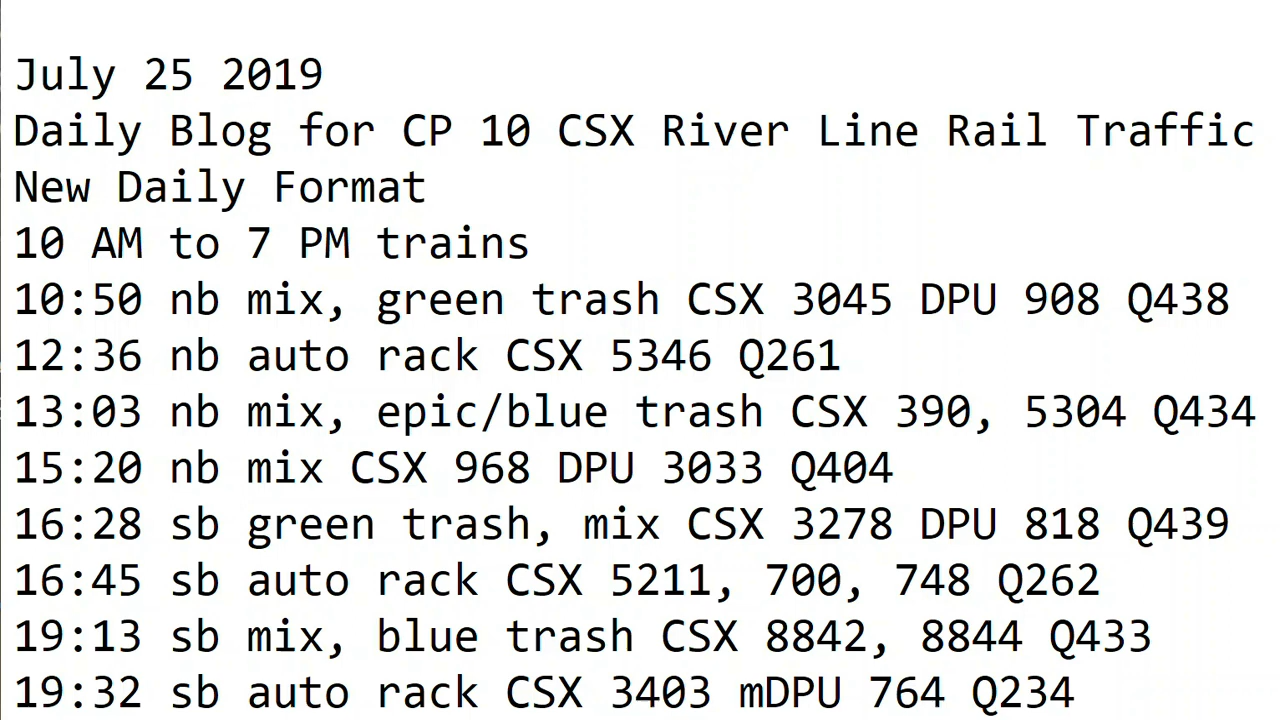 July 25 2019
Daily Blog for CP 10 CSX River Line Rail Traffic
New Daily Format
10 AM to 7 PM trains
10:50 nb mix, green trash CSX 3045 DPU 908 Q438
12:36 nb auto rack CSX 5346 Q261
13:03 nb mix, epic/blue trash CSX 390, 5304 Q434
15:20 nb mix CSX 968 DPU 3033 Q404
16:28 sb green trash, mix CSX 3278 DPU 818 Q439
16:45 sb auto rack CSX 5211, 700, 748 Q262
19:13 sb mix, blue trash CSX 8842, 8844 Q433
19:32 sb auto rack CSX 3403 mDPU 764 Q234